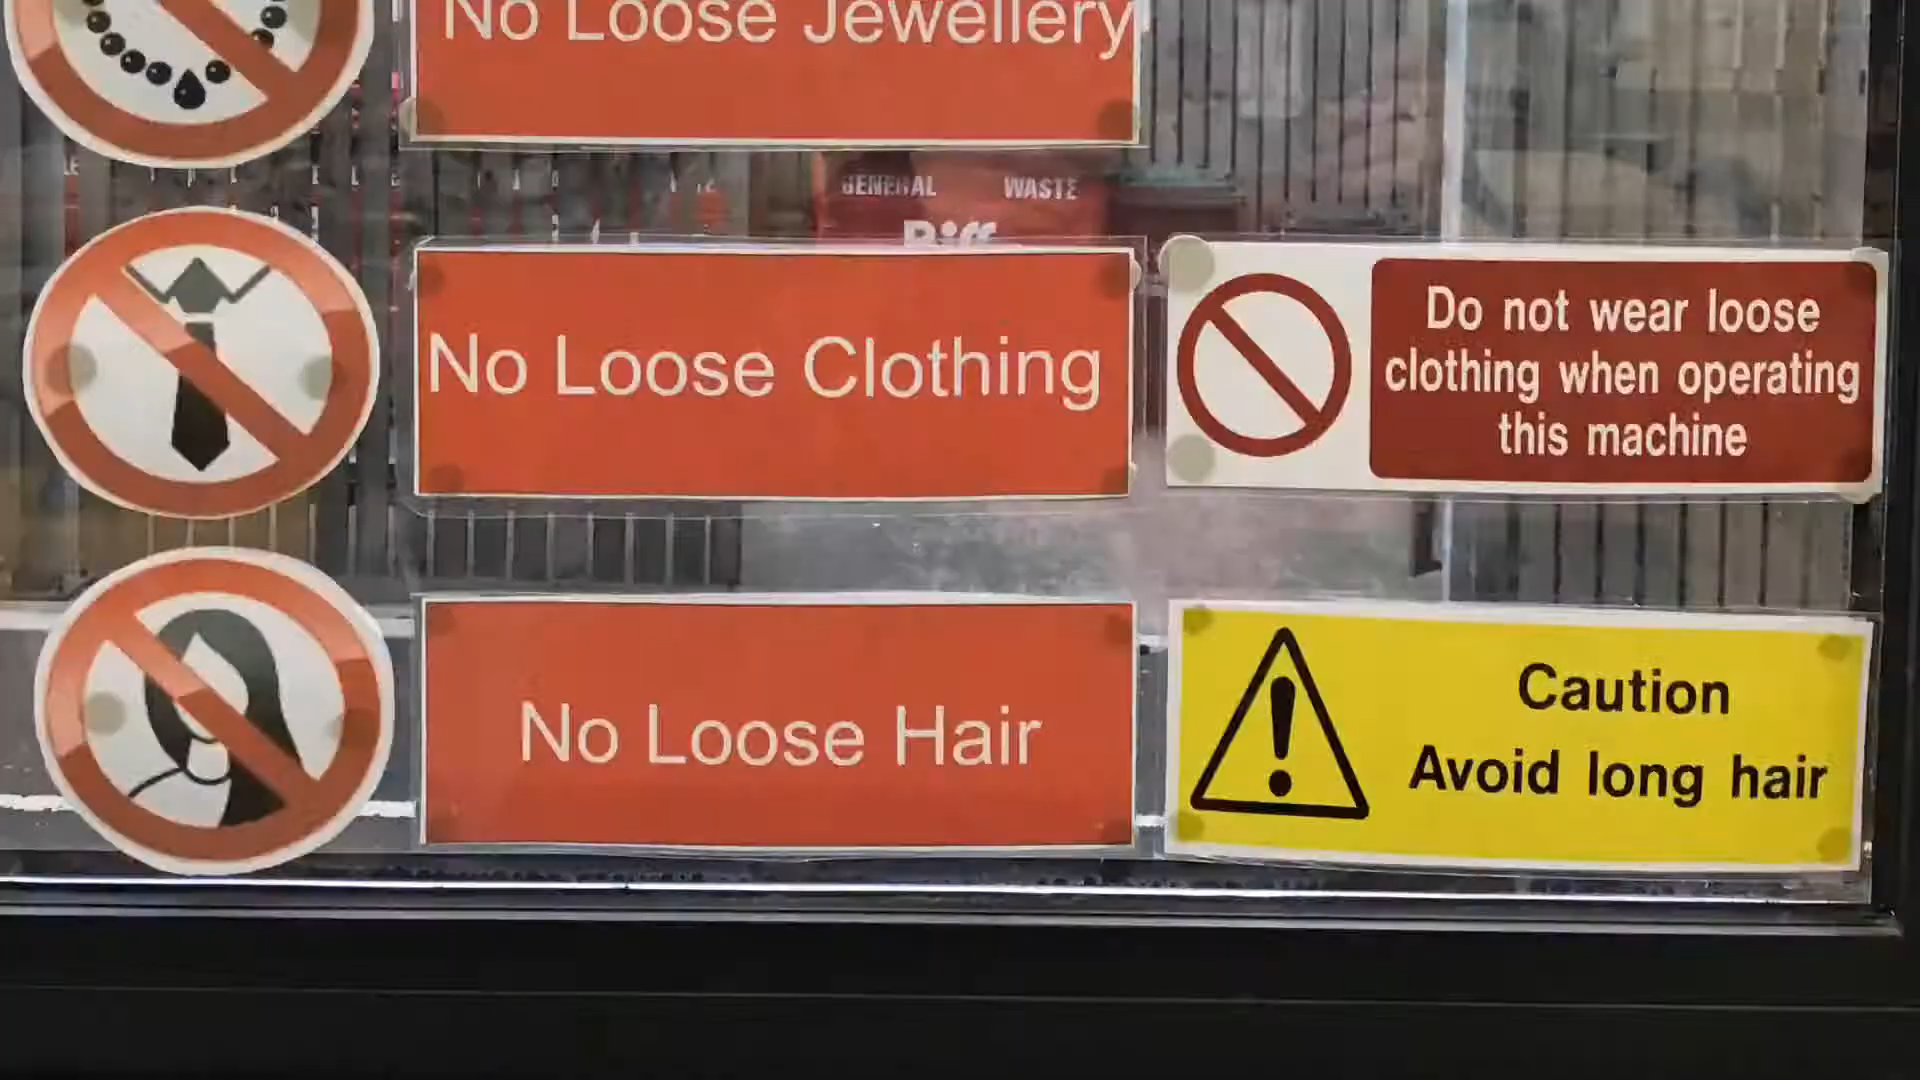 No Loose Jewellery
GENERAL WASTE
Biff
No Loose Clothing
Do not wear loose
clothing when operating
this machine
No Loose Hair
Caution
Avoid long hair